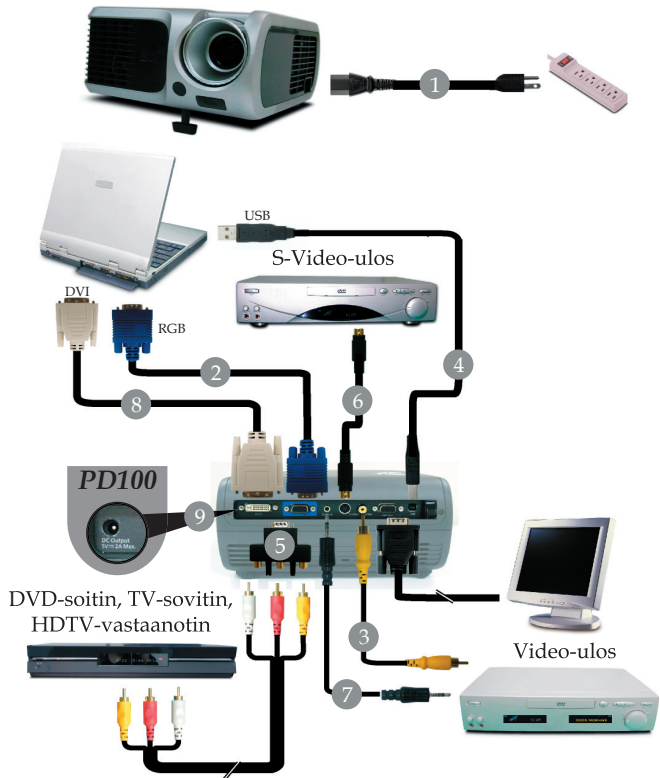 1
USB
S-Video-ulos
DVI
RGB
2
4
8
6
PD100
DC Output
5V 2A Max.
9
5
DVD-soitin, TV-sovitin,
HDTV-vastaanotin
3
Video-ulos
7